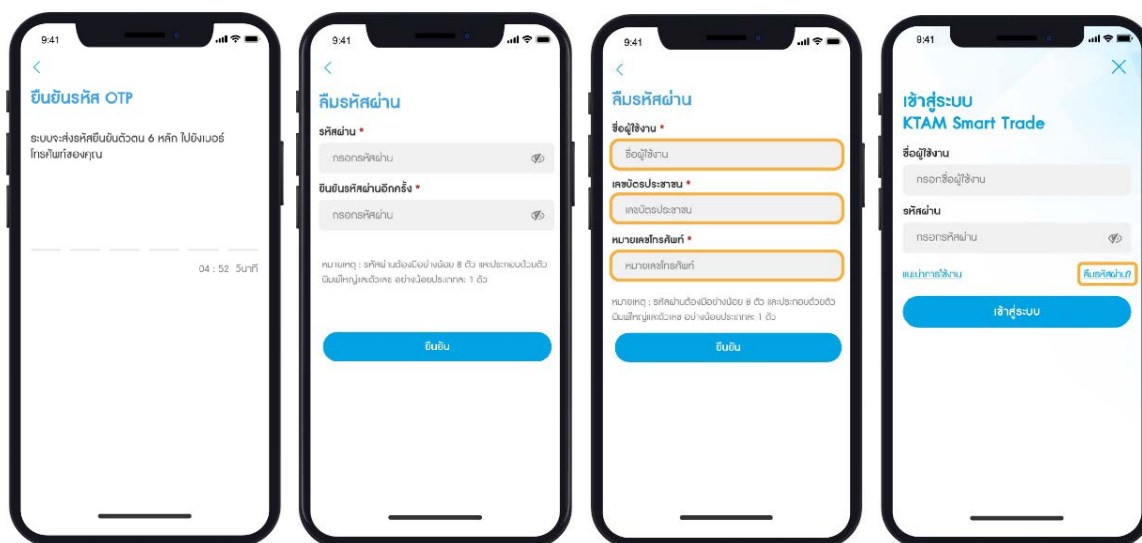 9:41
ยืนยันรหัส OTP
ระบบจะส่งรหัสยืนยันตัวตน 6 หลัก ไปยังเบอร์
โทรศัพท์ของคุณ
04 : 52 วินาที
9:41
ลืมรหัสผ่าน
รหัสผ่าน *
กรอกรหัสผ่าน
ยืนยันรหัสผ่านอีกครั้ง *
กรอกรหัสผ่าน
หมายเหตุ : รหัสผ่านต้องมีอย่างน้อย 8 ตัว และประกอบด้วยตัว
พิมพ์ใหญ่และตัวเลข อย่างน้อยประเภทละ 1 ตัว
ยืนยัน
9:41
ลืมรหัสผ่าน
ชื่อผู้ใช้งาน *
ชื่อผู้ใช้งาน
เลขบัตรประชาชน *
เลขบัตรประชาชน
หมายเลขโทรศัพท์ *
หมายเลขโทรศัพท์
หมายเหตุ : รหัสผ่านต้องมีอย่างน้อย 8 ตัว และประกอบด้วยตัว
พิมพ์ใหญ่และตัวเลข อย่างน้อยประเภทละ 1 ตัว
ยืนยัน
9:41
เข้าสู่ระบบ
KTAM Smart Trade
ชื่อผู้ใช้งาน
กรอกชื่อผู้ใช้งาน
รหัสผ่าน
กรอกรหัสผ่าน
แนะนำการใช้งาน ลืมรหัสผ่าน?
เข้าสู่ระบบ